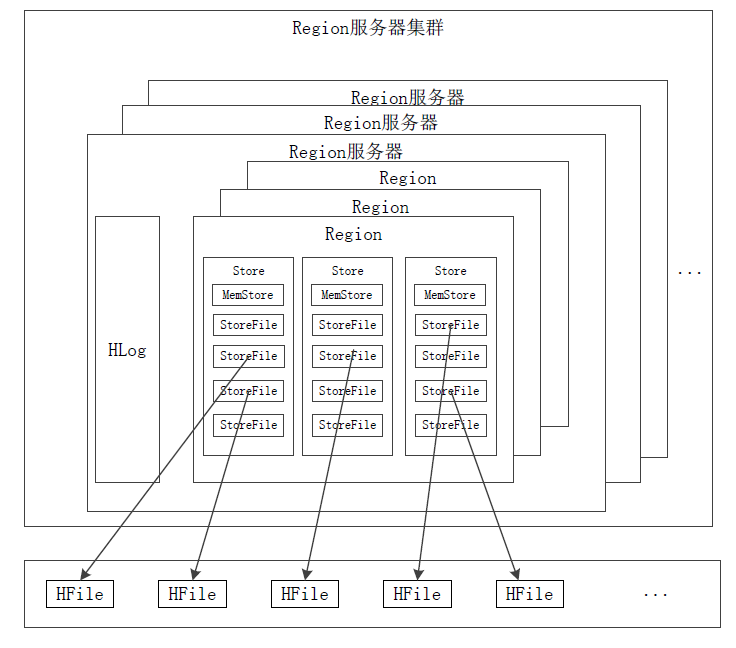 Region服务器集群
Region服务器
Region服务器
Region服务器
Region
Region
Region
Store Store Store
MemStore MemStore MemStore
StoreFile StoreFile StoreFile
StoreFile StoreFile StoreFile
StoreFile StoreFile StoreFile
StoreFile StoreFile StoreFile
HLog
...
HFile HFile HFile HFile HFile ...